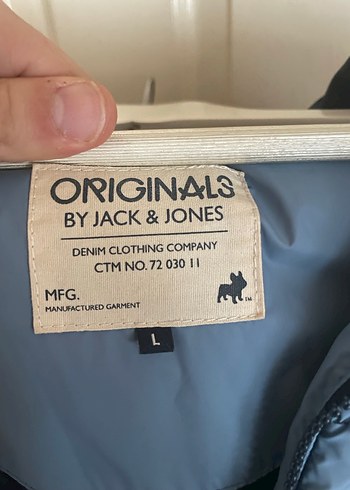 ORIGINALS
BY JACK & JONES
DENIM CLOTHING COMPANY
CTM NO. 72 030 11
MFG.
MANUFACTURED GARMENT
TM
L